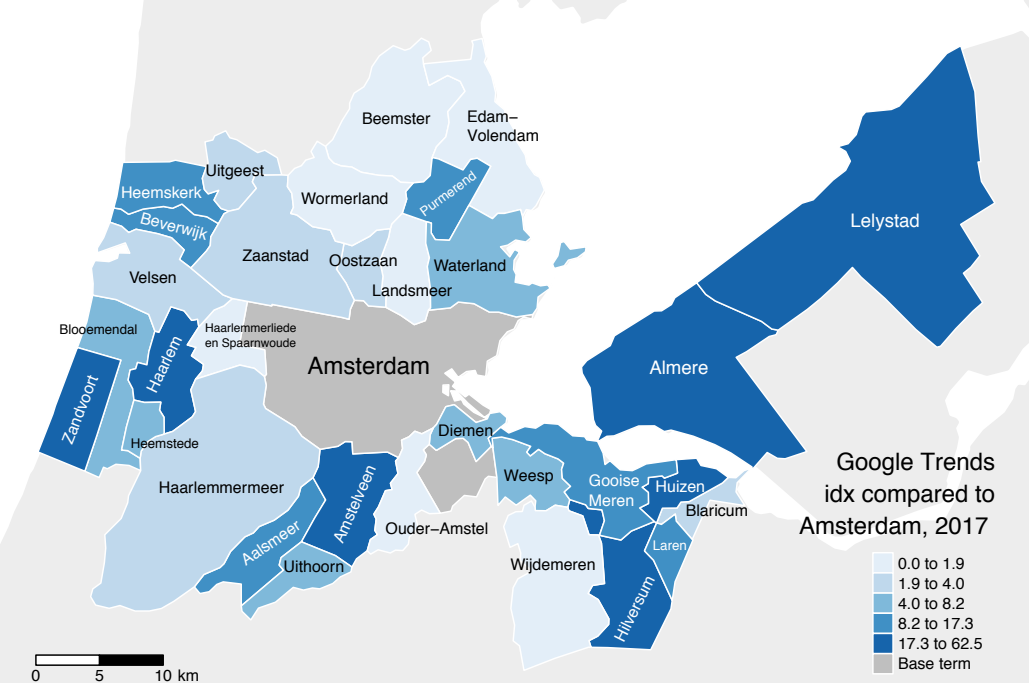 Beemster
Edam–
Volendam
Uitgeest
Heemskerk
Purmerend
Wormerland
Beverwijk
Zaanstad
Oostzaan
Waterland
Velsen
Landsmeer
Lelystad
Blooemendal
Haarlemmerliede
en Spaarnwoude
Haarlem
Amsterdam
Almere
Zandvoort
Diemen
Heemstede
Weesp
Gooise
Meren
Huizen
Haarlemmermeer
Amstelveen
Blaricum
Ouder–Amstel
Aalsmeer
Laren
Uithoorn
Wijdemeren
Hilversum
Google Trends
idx compared to
Amsterdam, 2017
0.0 to 1.9
1.9 to 4.0
4.0 to 8.2
8.2 to 17.3
17.3 to 62.5
Base term
0 5 10 km